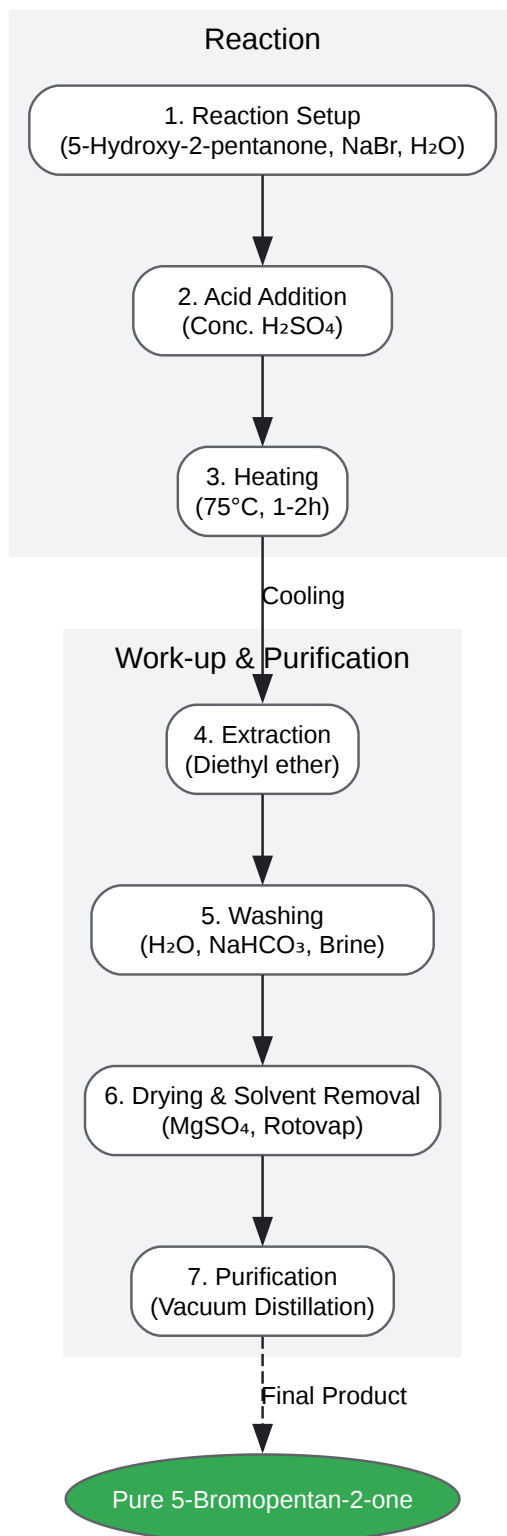 Reaction
1. Reaction Setup
(5-Hydroxy-2-pentanone, NaBr, H₂O)
2. Acid Addition
(Conc. H₂SO₄)
3. Heating
(75°C, 1-2h)
Cooling
Work-up & Purification
4. Extraction
(Diethyl ether)
5. Washing
(H₂O, NaHCO₃, Brine)
6. Drying & Solvent Removal
(MgSO₄, Rotovap)
7. Purification
(Vacuum Distillation)
Final Product
Pure 5-Bromopentan-2-one